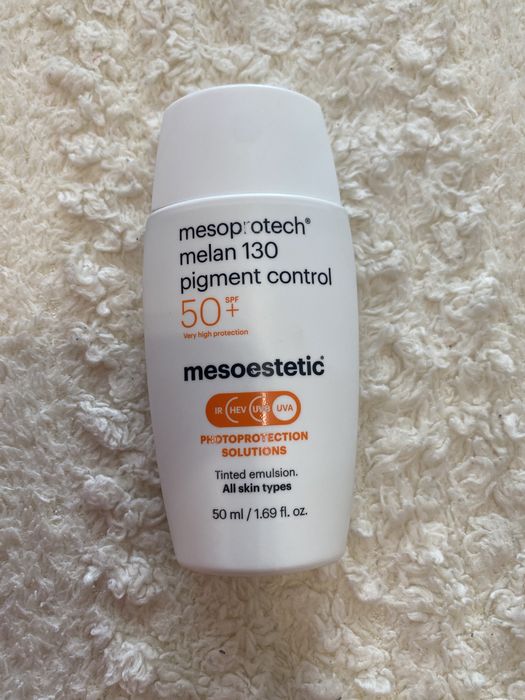 mesoprotech®
melan 130
pigment control
50+ SPF
Very high protection
mesoestetic®
IR HEV UVB UVA
PHOTOPROTECTION
SOLUTIONS
Tinted emulsion.
All skin types
50 ml / 1.69 fl. oz.